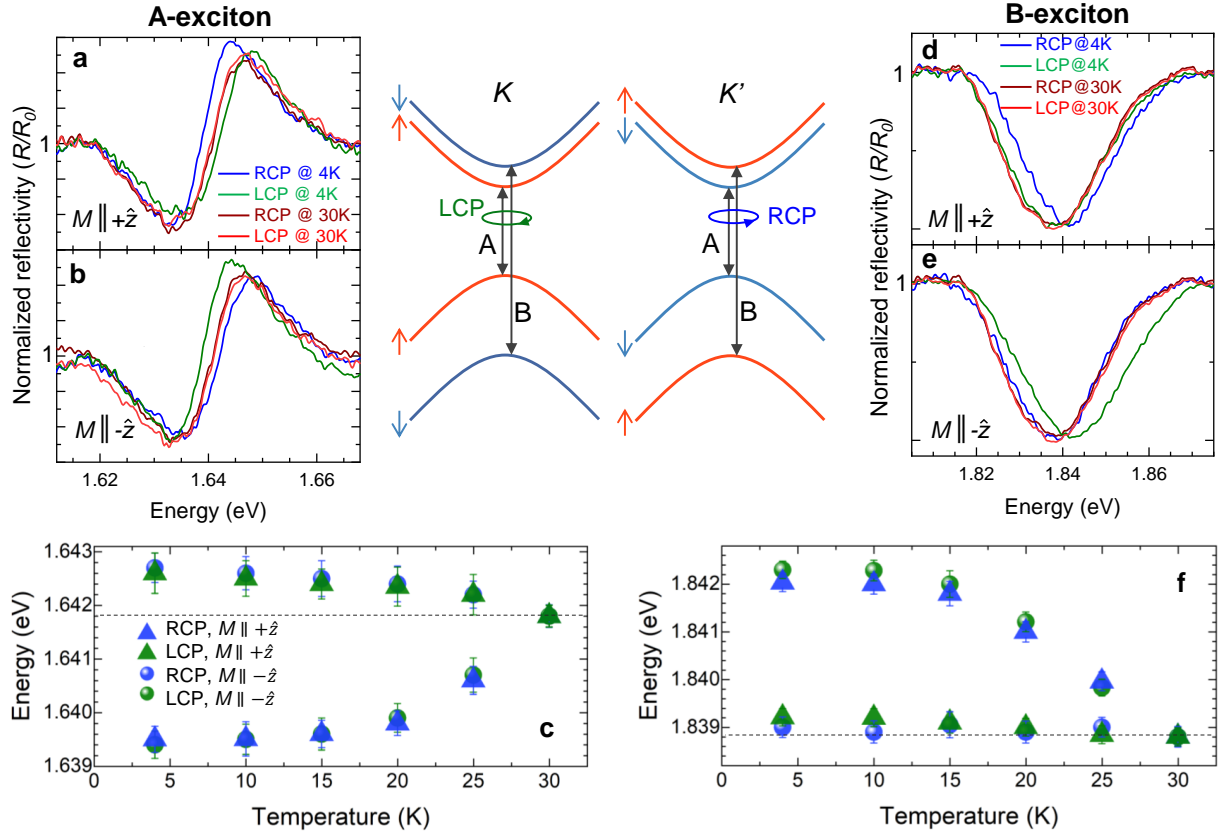 A-exciton
B-exciton
a
Normalized reflectivity (R/R0)
1
RCP @ 4K
LCP @ 4K
RCP @ 30K
LCP @ 30K
M‖+ẑ
b
1
M‖-ẑ
1.62
1.64
1.66
Energy (eV)
K
K’
LCP
RCP
A
A
B
B
d
Normalized reflectivity (R/R0)
1
RCP@4K
LCP@4K
RCP@30K
LCP@30K
M‖+ẑ
e
1
M‖-ẑ
1.82
1.84
1.86
Energy (eV)
1.643
1.642
1.641
1.640
1.639
Energy (eV)
RCP, M‖+ẑ
LCP, M‖+ẑ
RCP, M‖−ẑ
LCP, M‖−ẑ
c
0 5 10 15 20 25 30
Temperature (K)
f
1.842
1.841
1.840
1.839
Energy (eV)
0 5 10 15 20 25 30
Temperature (K)